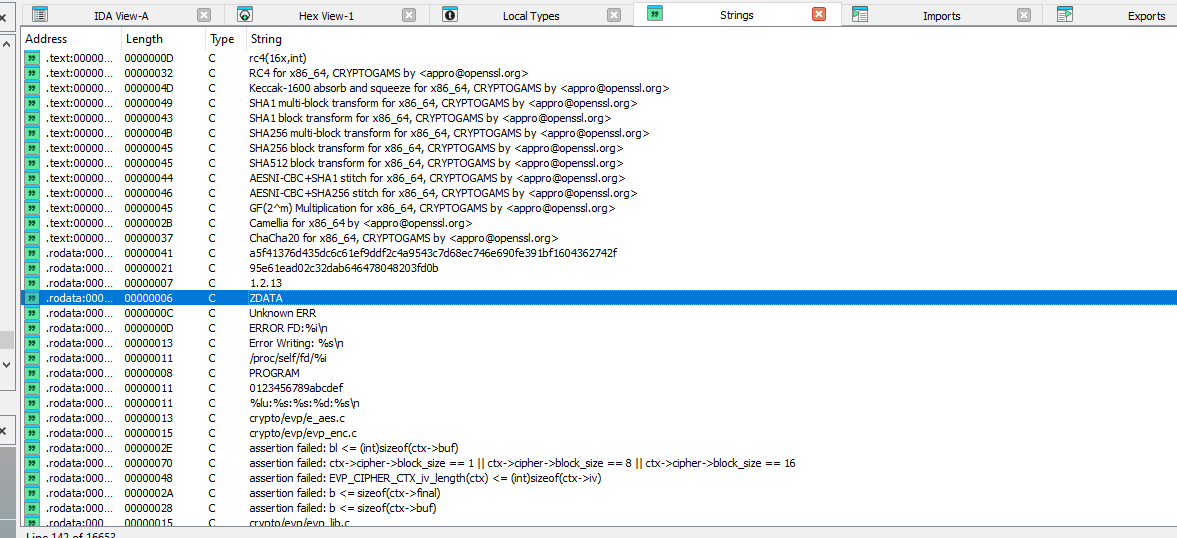 IDA View-A Hex View-1 Local Types Strings Imports Exports
Address Length Type String
.text:00000... 0000000D C rc4(16x,int)
.text:00000... 00000032 C RC4 for x86_64, CRYPTOGAMS by <appro@openssl.org>
.text:00000... 0000004D C Keccak-1600 absorb and squeeze for x86_64, CRYPTOGAMS by <appro@openssl.org>
.text:00000... 00000049 C SHA1 multi-block transform for x86_64, CRYPTOGAMS by <appro@openssl.org>
.text:00000... 00000043 C SHA1 block transform for x86_64, CRYPTOGAMS by <appro@openssl.org>
.text:00000... 0000004B C SHA256 multi-block transform for x86_64, CRYPTOGAMS by <appro@openssl.org>
.text:00000... 00000045 C SHA256 block transform for x86_64, CRYPTOGAMS by <appro@openssl.org>
.text:00000... 00000045 C SHA512 block transform for x86_64, CRYPTOGAMS by <appro@openssl.org>
.text:00000... 00000044 C AESNI-CBC+SHA1 stitch for x86_64, CRYPTOGAMS by <appro@openssl.org>
.text:00000... 00000046 C AESNI-CBC+SHA256 stitch for x86_64, CRYPTOGAMS by <appro@openssl.org>
.text:00000... 00000045 C GF(2^m) Multiplication for x86_64, CRYPTOGAMS by <appro@openssl.org>
.text:00000... 0000002B C Camellia for x86_64 by <appro@openssl.org>
.text:00000... 00000037 C ChaCha20 for x86_64, CRYPTOGAMS by <appro@openssl.org>
.rodata:000... 00000041 C a5f41376d435dc6c61ef9ddf2c4a9543c7d68ec746e690fe391bf1604362742f
.rodata:000... 00000021 C 95e61ead02c32dab646478048203fd0b
.rodata:000... 00000007 C 1.2.13
.rodata:000... 00000006 C ZDATA
.rodata:000... 0000000C C Unknown ERR
.rodata:000... 0000000D C ERROR FD:%i\n
.rodata:000... 00000013 C Error Writing: %s\n
.rodata:000... 00000011 C /proc/self/fd/%i
.rodata:000... 00000008 C PROGRAM
.rodata:000... 00000011 C 0123456789abcdef
.rodata:000... 00000011 C %lu:%s:%s:%d:%s\n
.rodata:000... 00000013 C crypto/evp/e_aes.c
.rodata:000... 00000015 C crypto/evp/evp_enc.c
.rodata:000... 0000002E C assertion failed: bl <= (int)sizeof(ctx->buf)
.rodata:000... 00000070 C assertion failed: ctx->cipher->block_size == 1 || ctx->cipher->block_size == 8 || ctx->cipher->block_size == 16
.rodata:000... 00000048 C assertion failed: EVP_CIPHER_CTX_iv_length(ctx) <= (int)sizeof(ctx->iv)
.rodata:000... 0000002A C assertion failed: b <= sizeof(ctx->final)
.rodata:000... 00000028 C assertion failed: b <= sizeof(ctx->buf)
.rodata:000... 00000015 C crypto/evp/evp_lib.c
Line 142 of 16653